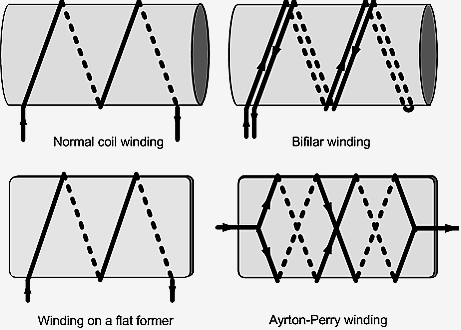 Normal coil winding
Bifilar winding
Winding on a flat former
Ayrton-Perry winding